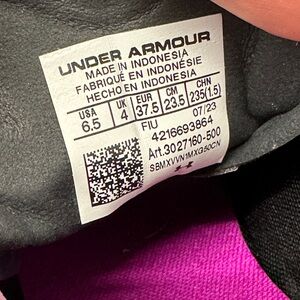 UNDER ARMOUR
MADE IN INDONESIA
FABRIQUÉ EN INDONÉSIE
HECHO EN INDONESIA
USA UK EUR CM CHN
6.5 4 37.5 23.5 235(1.5)
FIU 07/23
4216693864
Art.3027160-500
SBMXVVN1MXG50CN